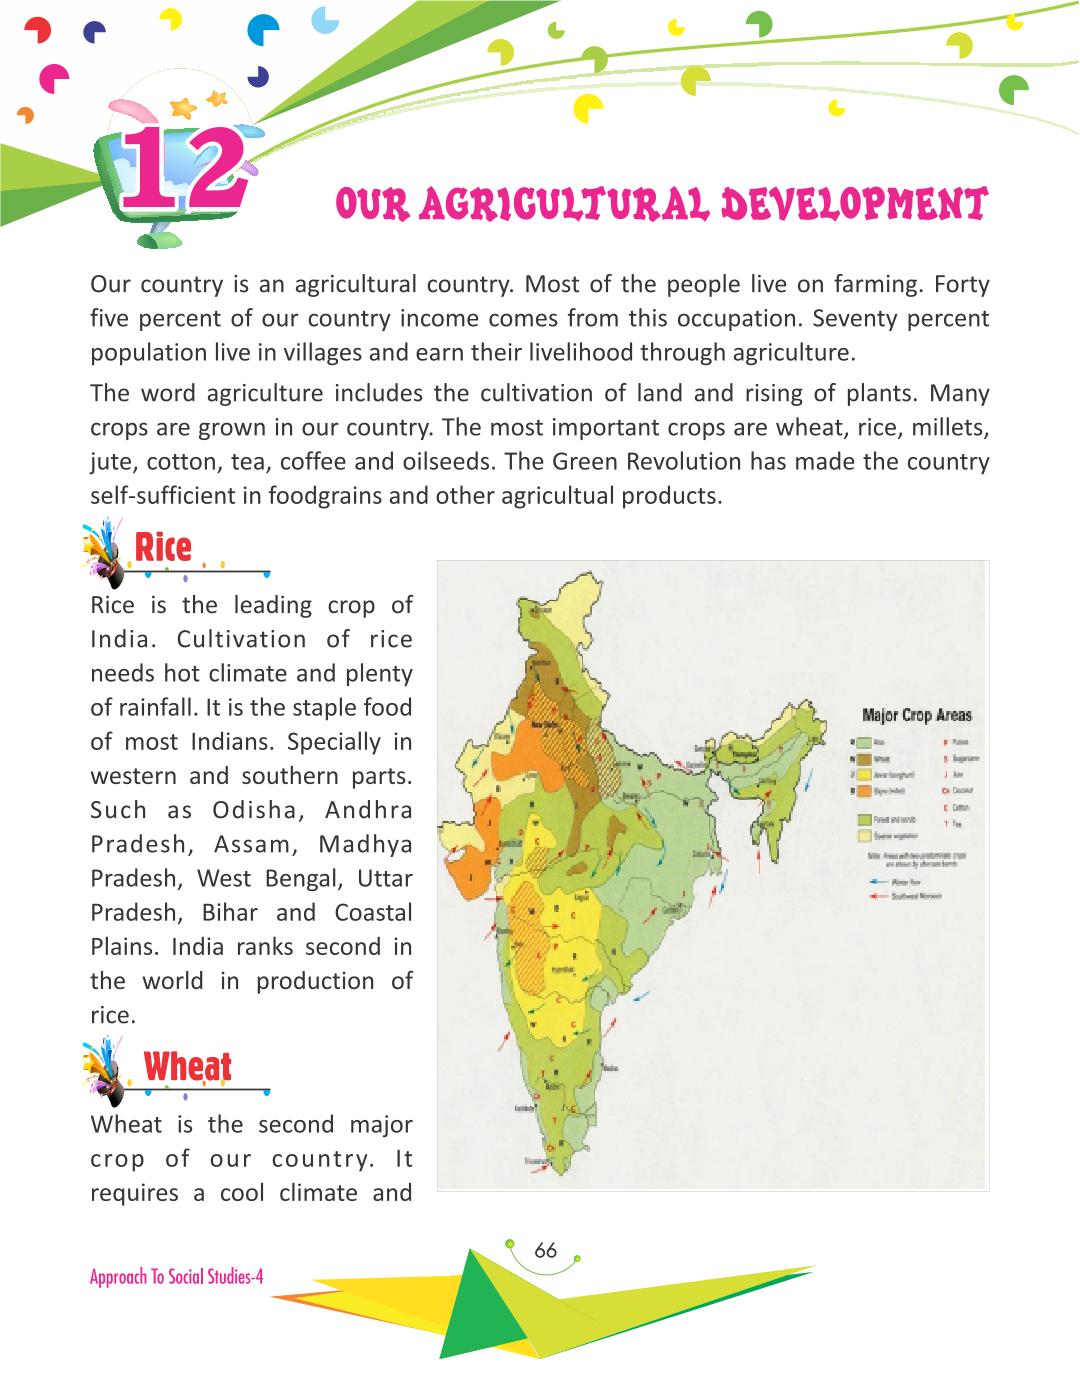 12
OUR AGRICULTURAL DEVELOPMENT
Our country is an agricultural country. Most of the people live on farming. Forty
five percent of our country income comes from this occupation. Seventy percent
population live in villages and earn their livelihood through agriculture.
The word agriculture includes the cultivation of land and rising of plants. Many
crops are grown in our country. The most important crops are wheat, rice, millets,
jute, cotton, tea, coffee and oilseeds. The Green Revolution has made the country
self-sufficient in foodgrains and other agricultual products.
Rice
Rice is the leading crop of
India. Cultivation of rice
needs hot climate and plenty
of rainfall. It is the staple food
of most Indians. Specially in
western and southern parts.
Such as Odisha, Andhra
Pradesh, Assam, Madhya
Pradesh, West Bengal, Uttar
Pradesh, Bihar and Coastal
Plains. India ranks second in
the world in production of
rice.
Wheat
Wheat is the second major
crop of our country. It
requires a cool climate and
Major Crop Areas
Rice
Wheat
Jute
Coconut
Cotton
Tea
Forest and scrub
Sparse vegetation
Southwest Monsoon
66
Approach To Social Studies-4